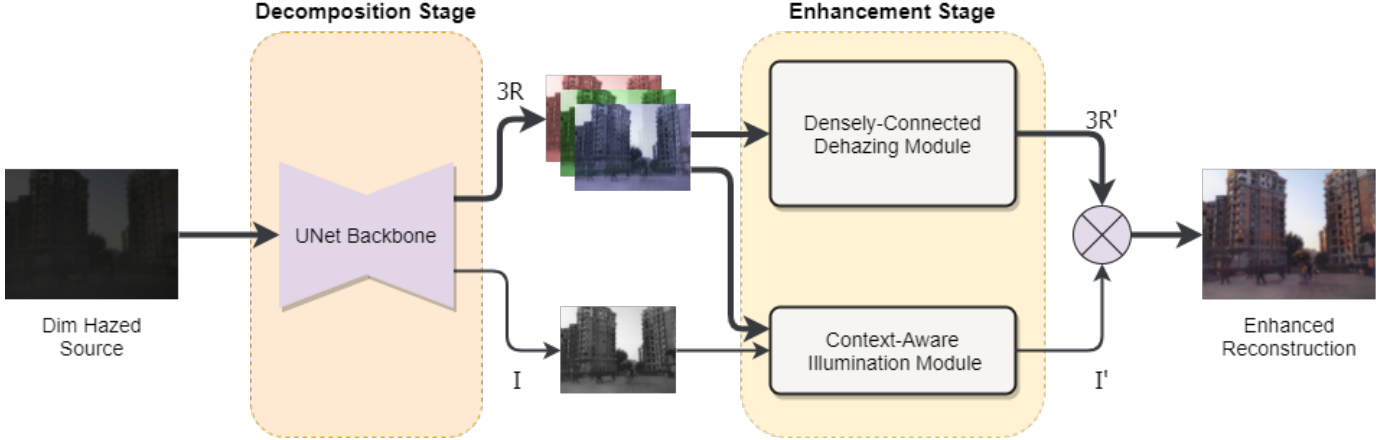 Decomposition Stage
Enhancement Stage
3R
Densely-Connected
Dehazing Module
3R'
UNet Backbone
Dim Hazed
Source
I
Context-Aware
Illumination Module
I'
Enhanced
Reconstruction